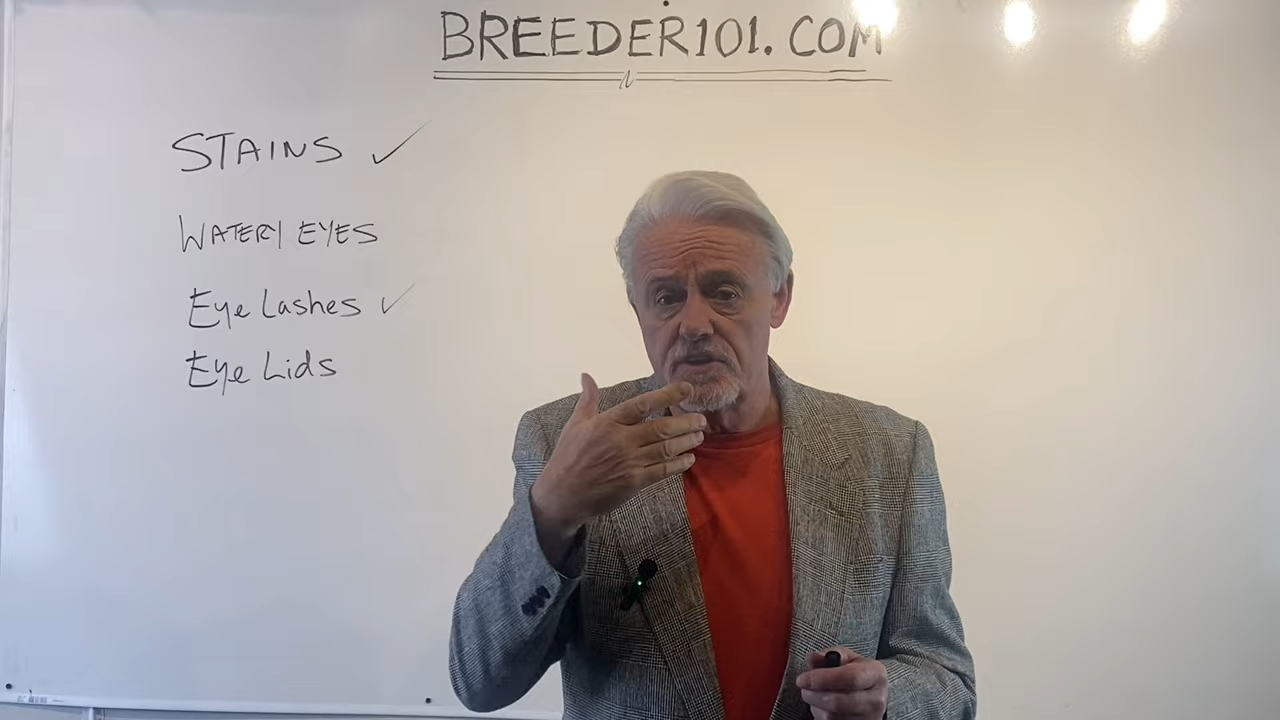 BREEDER101.COM
STAINS ✓
WATERY EYES
Eye Lashes ✓
Eye Lids